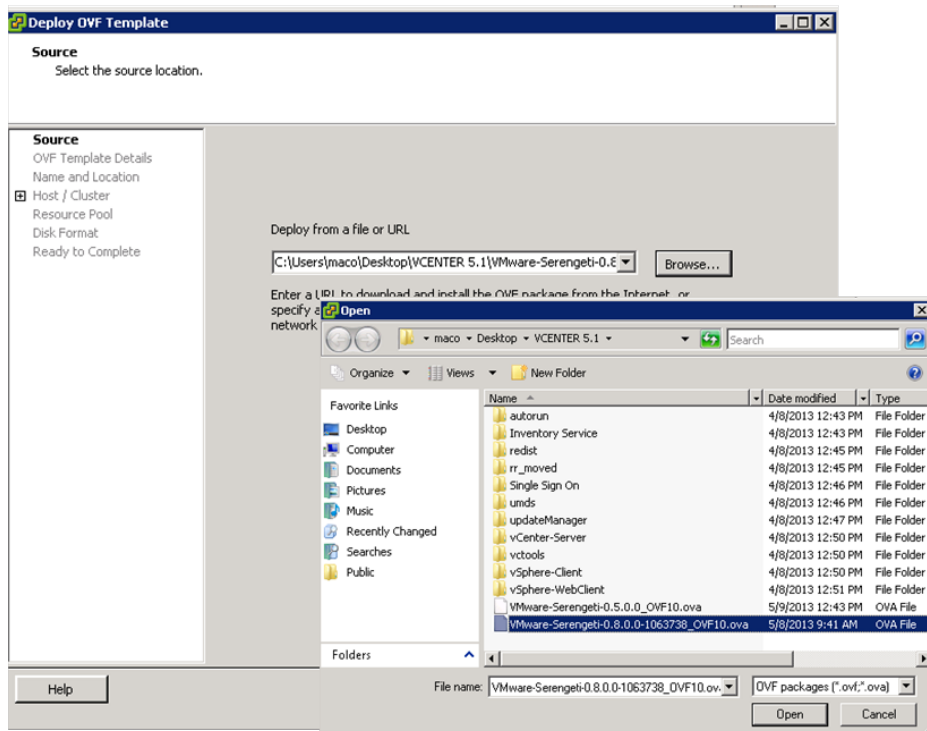 Deploy OVF Template
Source
Select the source location.
Source
OVF Template Details
Name and Location
Host / Cluster
Resource Pool
Disk Format
Ready to Complete
Deploy from a file or URL
C:\Users\maco\Desktop\VCENTER 5.1\VMware-Serengeti-0.8
Browse...
Enter a URL to download and install the OVF package from the Internet, or
specify a
network
Help
Open
maco Desktop VCENTER 5.1
Search
Organize Views New Folder
Favorite Links
Desktop
Computer
Documents
Pictures
Music
Recently Changed
Searches
Public
Folders
Name Date modified Type
autorun 4/8/2013 12:43 PM File Folder
Inventory Service 4/8/2013 12:43 PM File Folder
redist 4/8/2013 12:45 PM File Folder
rr_moved 4/8/2013 12:45 PM File Folder
Single Sign On 4/8/2013 12:46 PM File Folder
umds 4/8/2013 12:46 PM File Folder
updateManager 4/8/2013 12:47 PM File Folder
vCenter-Server 4/8/2013 12:50 PM File Folder
vctools 4/8/2013 12:50 PM File Folder
vSphere-Client 4/8/2013 12:50 PM File Folder
vSphere-WebClient 4/8/2013 12:51 PM File Folder
VMware-Serengeti-0.5.0.0_OVF10.ova 5/9/2013 12:43 PM OVA File
VMware-Serengeti-0.8.0.0-1063738_OVF10.ova 5/8/2013 9:41 AM OVA File
File name: VMware-Serengeti-0.8.0.0-1063738_OVF10.ov. OVF packages (*.ovf;*.ova)
Open Cancel